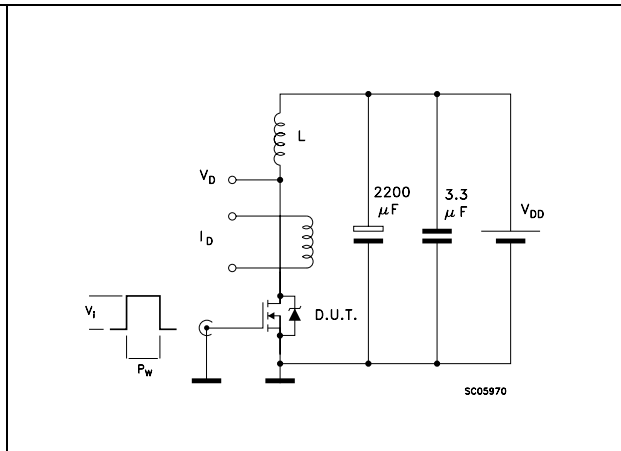 L
V_D
2200
μF
3.3
μF
V_DD
I_D
V_i
D.U.T.
P_W
SC05970